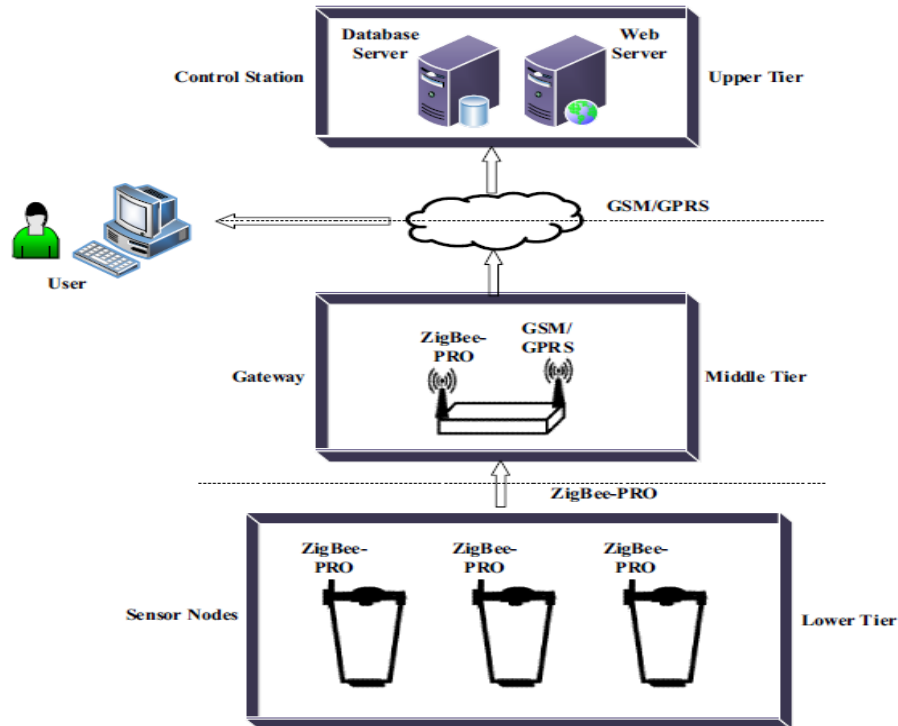 Database
Server
Web
Server
Control Station
Upper Tier
GSM/GPRS
User
ZigBee-
PRO
GSM/
GPRS
Gateway
Middle Tier
ZigBee-PRO
ZigBee-
PRO
ZigBee-
PRO
ZigBee-
PRO
Sensor Nodes
Lower Tier